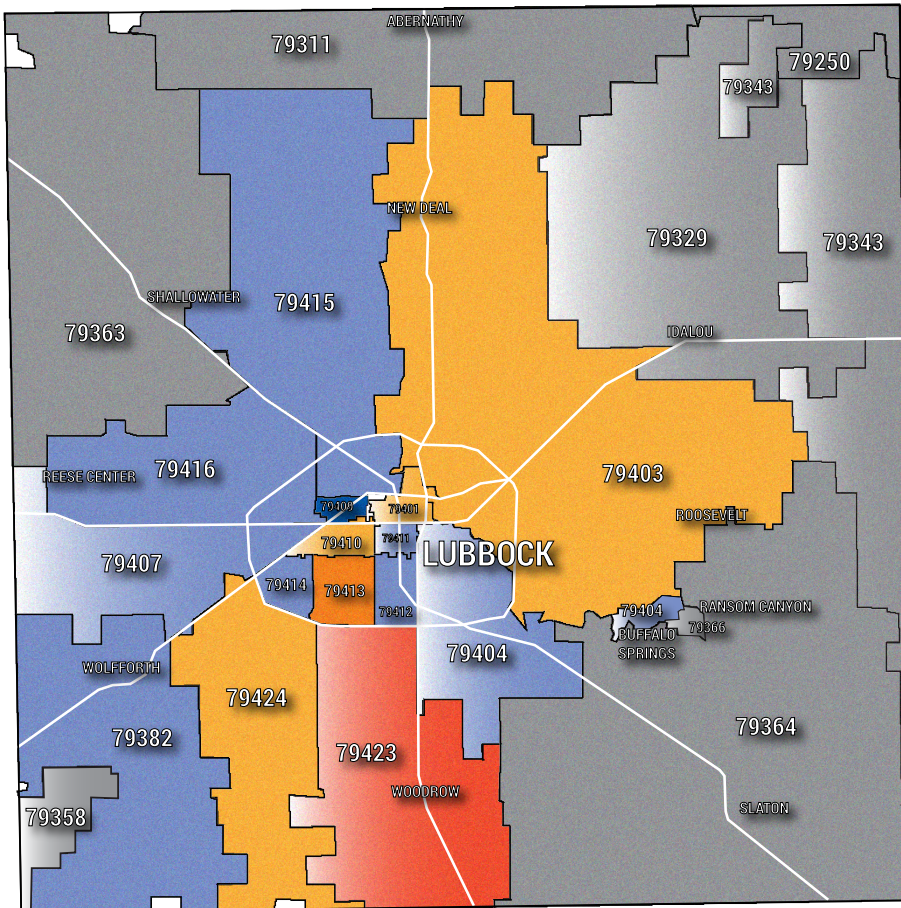 ABERNATHY
79311
79250
79343
NEW DEAL
79329
79343
SHALLOWATER
79415
79363
IDALOU
REESE CENTER
79416
79403
79401
ROOSEVELT
79411
79410
LUBBOCK
79407
79414
79413
79412
79404
RANSOM CANYON
79366
BUFFALO
SPRINGS
79404
WOLFFORTH
79424
79382
79423
79364
WOODROW
SLATON
79358